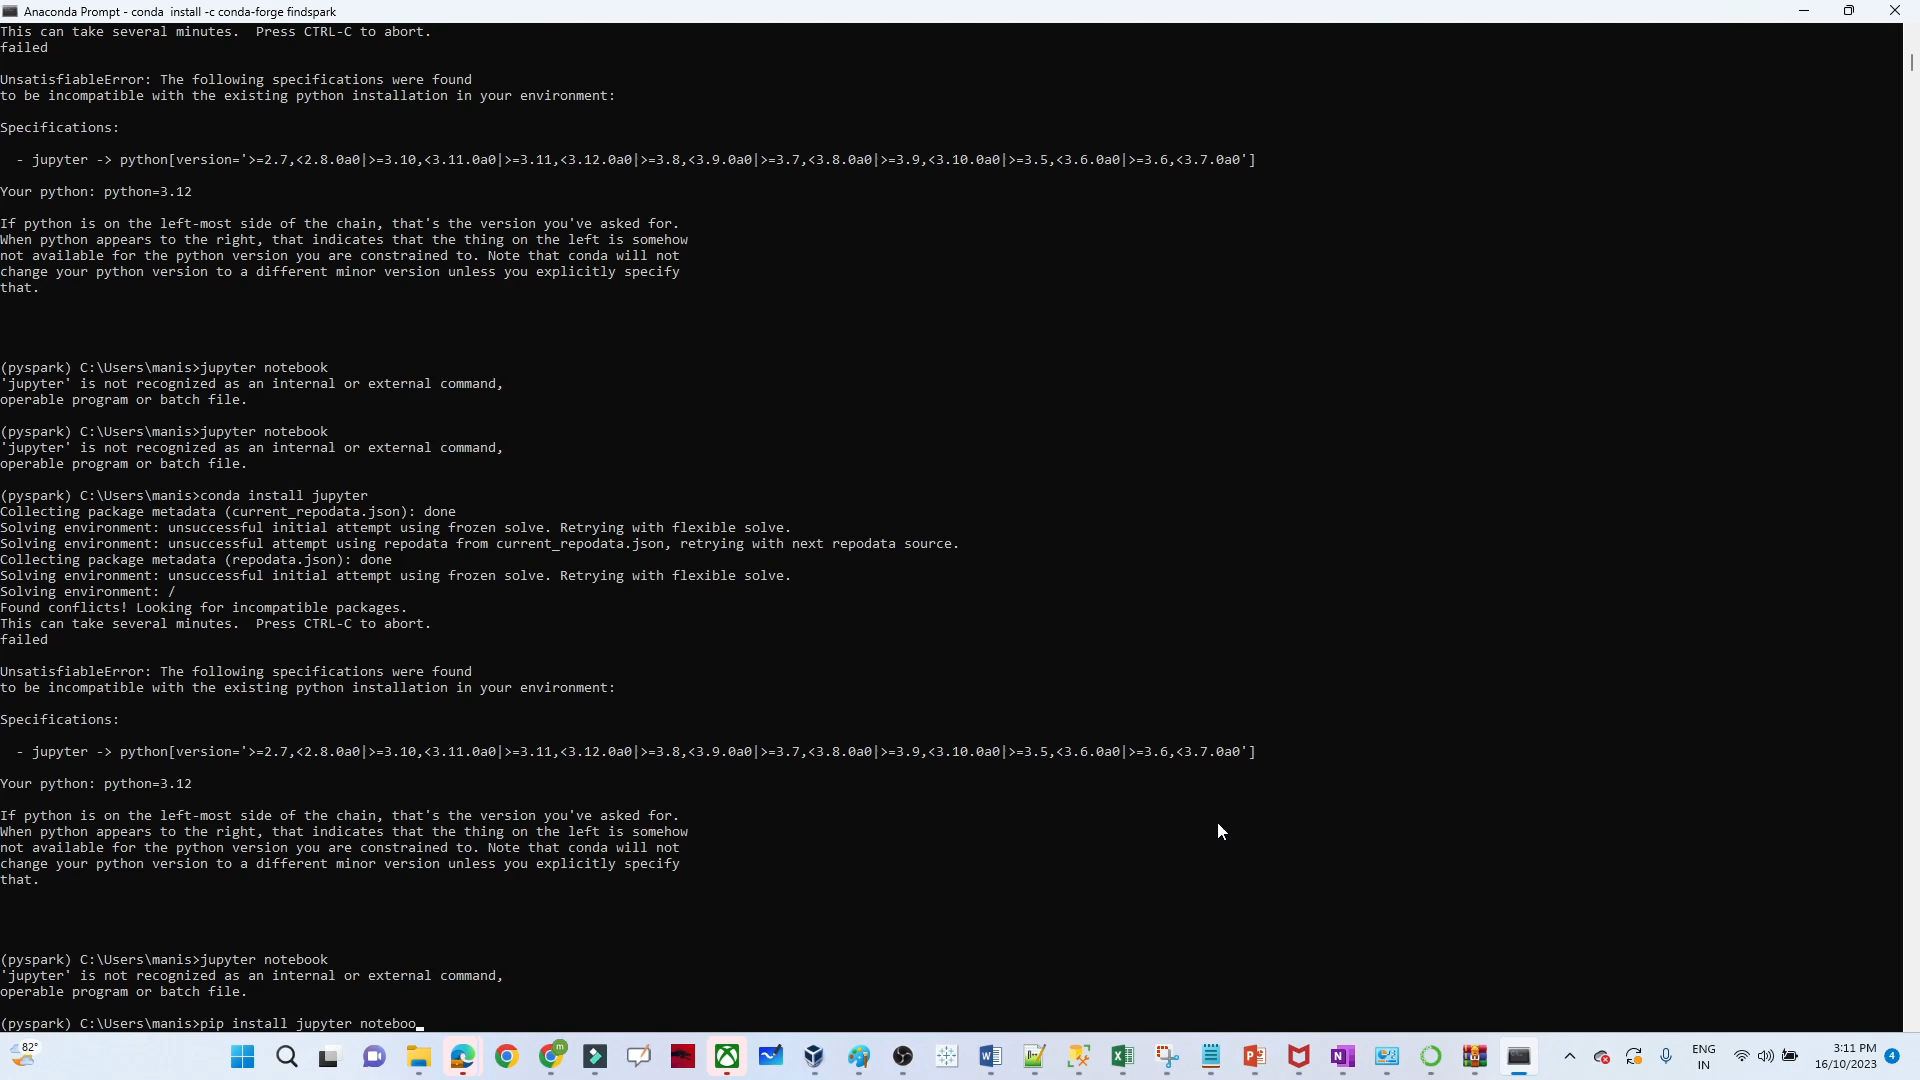 Anaconda Prompt - conda  install -c conda-forge findspark
This can take several minutes.  Press CTRL-C to abort.
failed
UnsatisfiableError: The following specifications were found
to be incompatible with the existing python installation in your environment:
Specifications:
- jupyter -> python[version='>=2.7,<2.8.0a0|>=3.10,<3.11.0a0|>=3.11,<3.12.0a0|>=3.8,<3.9.0a0|>=3.7,<3.8.0a0|>=3.9,<3.10.0a0|>=3.5,<3.6.0a0|>=3.6,<3.7.0a0']
Your python: python=3.12
If python is on the left-most side of the chain, that's the version you've asked for.
When python appears to the right, that indicates that the thing on the left is somehow
not available for the python version you are constrained to. Note that conda will not
change your python version to a different minor version unless you explicitly specify
that.
(pyspark) C:\Users\manis>jupyter notebook
'jupyter' is not recognized as an internal or external command,
operable program or batch file.
(pyspark) C:\Users\manis>jupyter notebook
'jupyter' is not recognized as an internal or external command,
operable program or batch file.
(pyspark) C:\Users\manis>conda install jupyter
Collecting package metadata (current_repodata.json): done
Solving environment: unsuccessful initial attempt using frozen solve. Retrying with flexible solve.
Solving environment: unsuccessful attempt using repodata from current_repodata.json, retrying with next repodata source.
Collecting package metadata (repodata.json): done
Solving environment: unsuccessful initial attempt using frozen solve. Retrying with flexible solve.
Solving environment: /
Found conflicts! Looking for incompatible packages.
This can take several minutes.  Press CTRL-C to abort.
failed
UnsatisfiableError: The following specifications were found
to be incompatible with the existing python installation in your environment:
Specifications:
- jupyter -> python[version='>=2.7,<2.8.0a0|>=3.10,<3.11.0a0|>=3.11,<3.12.0a0|>=3.8,<3.9.0a0|>=3.7,<3.8.0a0|>=3.9,<3.10.0a0|>=3.5,<3.6.0a0|>=3.6,<3.7.0a0']
Your python: python=3.12
If python is on the left-most side of the chain, that's the version you've asked for.
When python appears to the right, that indicates that the thing on the left is somehow
not available for the python version you are constrained to. Note that conda will not
change your python version to a different minor version unless you explicitly specify
that.
(pyspark) C:\Users\manis>jupyter notebook
'jupyter' is not recognized as an internal or external command,
operable program or batch file.
(pyspark) C:\Users\manis>pip install jupyter noteboo_
82°
ENG
IN
3:11 PM
16/10/2023
4